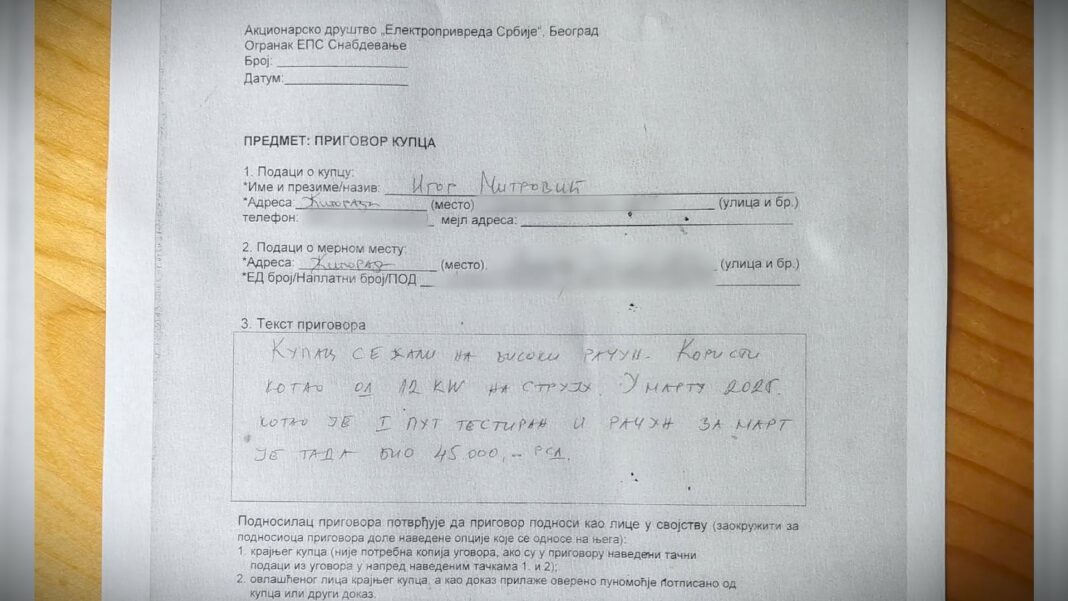 Акционарско друштво „Електропривреда Србије“, Београд
Огранак ЕПС Снабдевање
Број:
Датум:
ПРЕДМЕТ: ПРИГОВОР КУПЦА
1. Подаци о купцу:
*Име и презиме/назив: Игор Митровић
*Адреса: (место) (улица и бр.)
телефон: мејл адреса:
2. Подаци о мерном месту:
*Адреса: (место). (улица и бр.)
*ЕД број/Наплатни број/ПОД
3. Текст приговора
КУПАЦ СЕ ЖАЛИ НА ВИСОКИ РАЧУН. КОРИСТИ
КОТАО ОД 12 KW НА СТРУЈУ. У МАРТУ 2025.
КОТАО ЈЕ I ПУТ ТЕСТИРАН И РАЧУН ЗА МАРТ
ЈЕ ТАДА БИО 45000,- РСД.
Подносилац приговора потврђује да приговор подноси као лице у својству (заокружити за
подносиоца приговора доле наведене опције које се односе на њега):
1. крајњег купца (није потребна копија уговора, ако су у приговору наведени тачни
подаци из уговора у напред наведеним тачкама 1. и 2);
2. овлашћеног лица крајњег купца, а као доказ прилаже оверено пуномоћје потписано од
купца или други доказ.